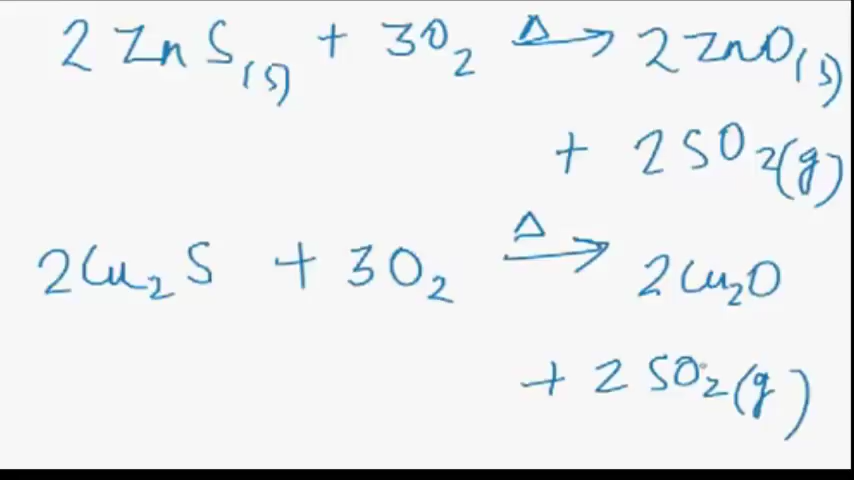 2ZnS(s) + 3O₂ Δ→ 2ZnO(s)
+ 2SO₂(g)
2Cu₂S + 3O₂ Δ→ 2Cu₂O
+ 2SO₂(g)